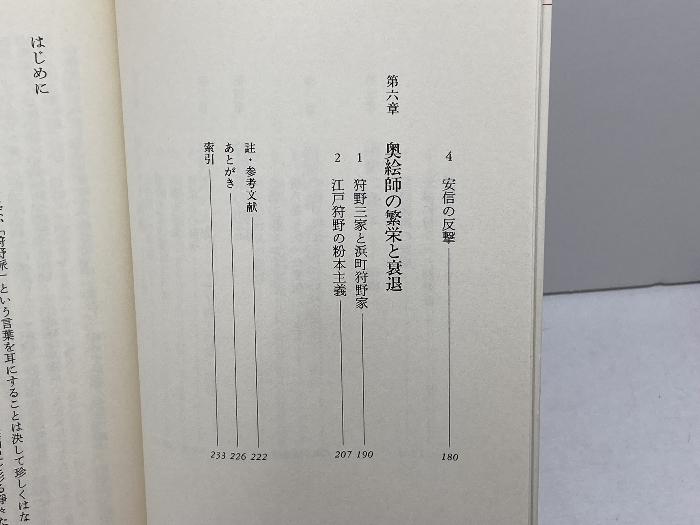 4 安信の反撃 180
第六章 奥絵師の繁栄と衰退
1 狩野三家と浜町狩野家 190
2 江戸狩野の粉本主義 207
註・参考文献 222
あとがき 226
索引 233
はじめに
「狩野派」という言葉を耳にすることは決して珍しくはな